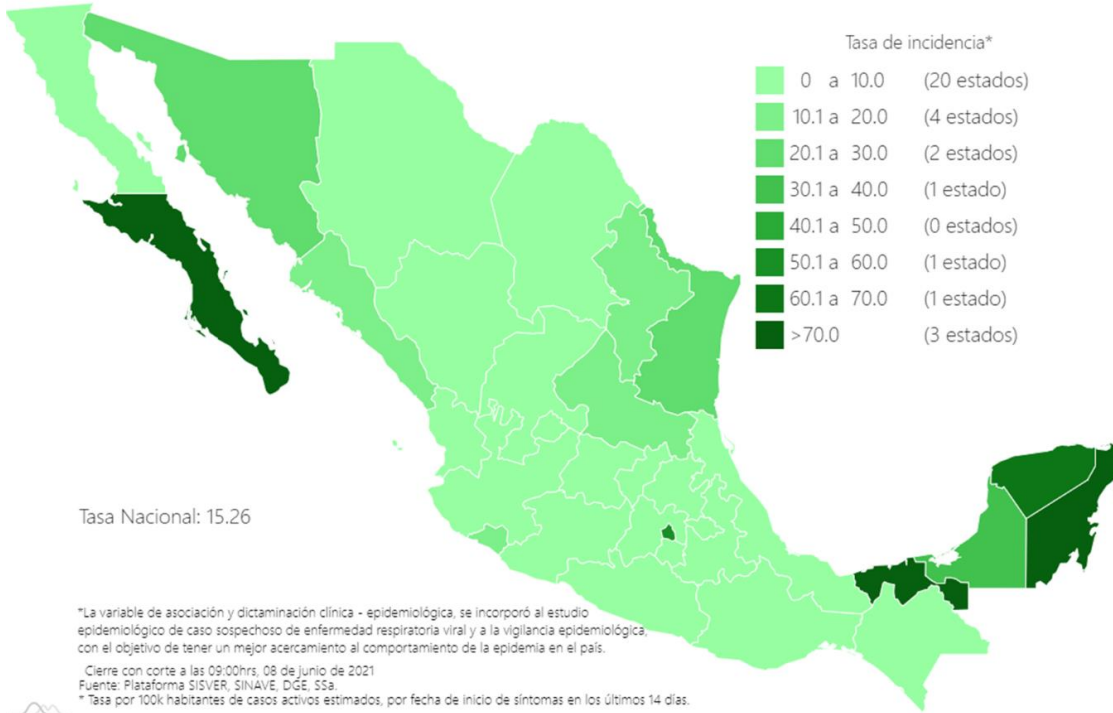 Tasa de incidencia*
0 a 10.0 (20 estados)
10.1 a 20.0 (4 estados)
20.1 a 30.0 (2 estados)
30.1 a 40.0 (1 estado)
40.1 a 50.0 (0 estados)
50.1 a 60.0 (1 estado)
60.1 a 70.0 (1 estado)
>70.0 (3 estados)
Tasa Nacional: 15.26
*La variable de asociación y dictaminación clínica - epidemiológica, se incorporó al estudio
epidemiológico de caso sospechoso de enfermedad respiratoria viral y a la vigilancia epidemiológica,
con el objetivo de tener un mejor acercamiento al comportamiento de la epidemia en el país.
Cierre con corte a las 09:00hrs, 08 de Junio de 2021
Fuente: Plataforma SISVER, SINAVE, DGE, SSa.
* Tasa por 100k habitantes de casos activos estimados, por fecha de inicio de síntomas en los últimos 14 días.